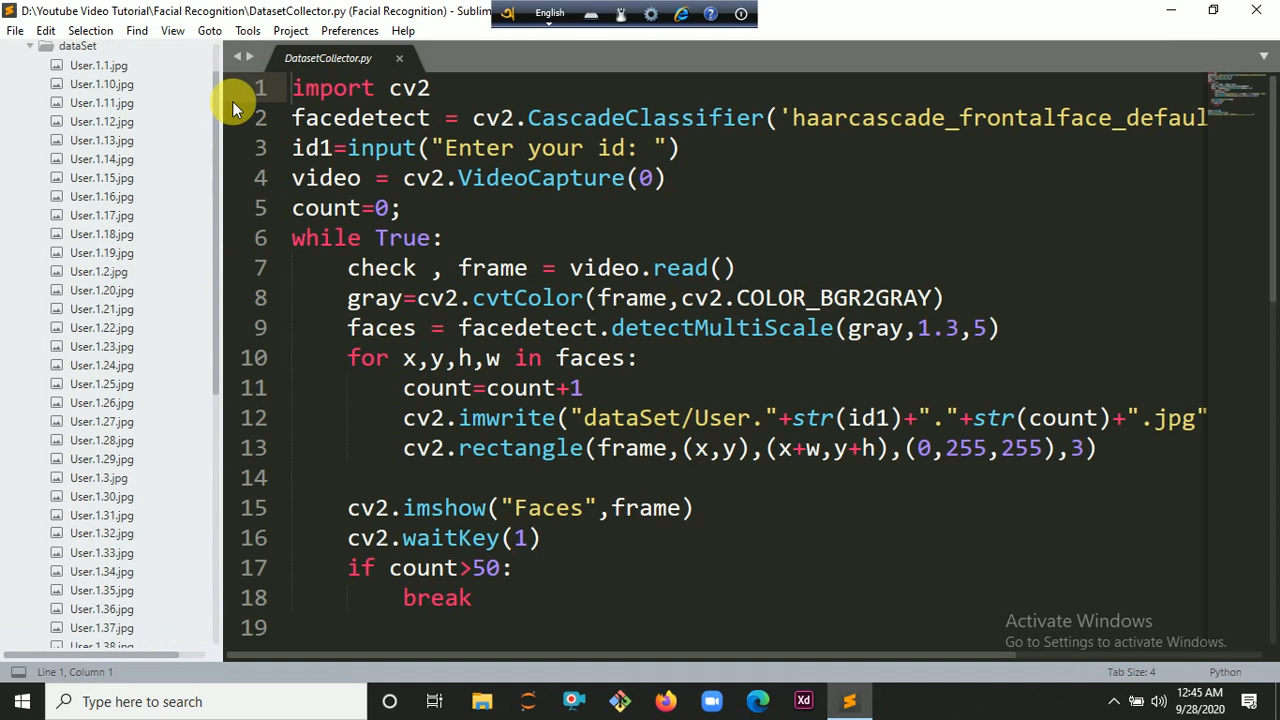 D:\Youtube Video Tutorial\Facial Recognition\DatasetCollector.py (Facial Recognition) - Sublim
English
File Edit Selection Find View Goto Tools Project Preferences Help
dataSet
User.1.1.jpg
User.1.10.jpg
User.1.11.jpg
User.1.12.jpg
User.1.13.jpg
User.1.14.jpg
User.1.15.jpg
User.1.16.jpg
User.1.17.jpg
User.1.18.jpg
User.1.19.jpg
User.1.2.jpg
User.1.20.jpg
User.1.21.jpg
User.1.22.jpg
User.1.23.jpg
User.1.24.jpg
User.1.25.jpg
User.1.26.jpg
User.1.27.jpg
User.1.28.jpg
User.1.29.jpg
User.1.3.jpg
User.1.30.jpg
User.1.31.jpg
User.1.32.jpg
User.1.33.jpg
User.1.34.jpg
User.1.35.jpg
User.1.36.jpg
User.1.37.jpg
User.1.38.jpg
DatasetCollector.py
1 import cv2
2 facedetect = cv2.CascadeClassifier('haarcascade_frontalface_defaul
3 id1=input("Enter your id: ")
4 video = cv2.VideoCapture(0)
5 count=0;
6 while True:
7 check , frame = video.read()
8 gray=cv2.cvtColor(frame,cv2.COLOR_BGR2GRAY)
9 faces = facedetect.detectMultiScale(gray,1.3,5)
10 for x,y,h,w in faces:
11 count=count+1
12 cv2.imwrite("dataSet/User."+str(id1)+"."+str(count)+".jpg"
13 cv2.rectangle(frame,(x,y),(x+w,y+h),(0,255,255),3)
14
15 cv2.imshow("Faces",frame)
16 cv2.waitKey(1)
17 if count>50:
18 break
19
Activate Windows
Go to Settings to activate Windows.
Line 1, Column 1
Tab Size: 4
Python
Type here to search
Xd
12:45 AM
9/28/2020